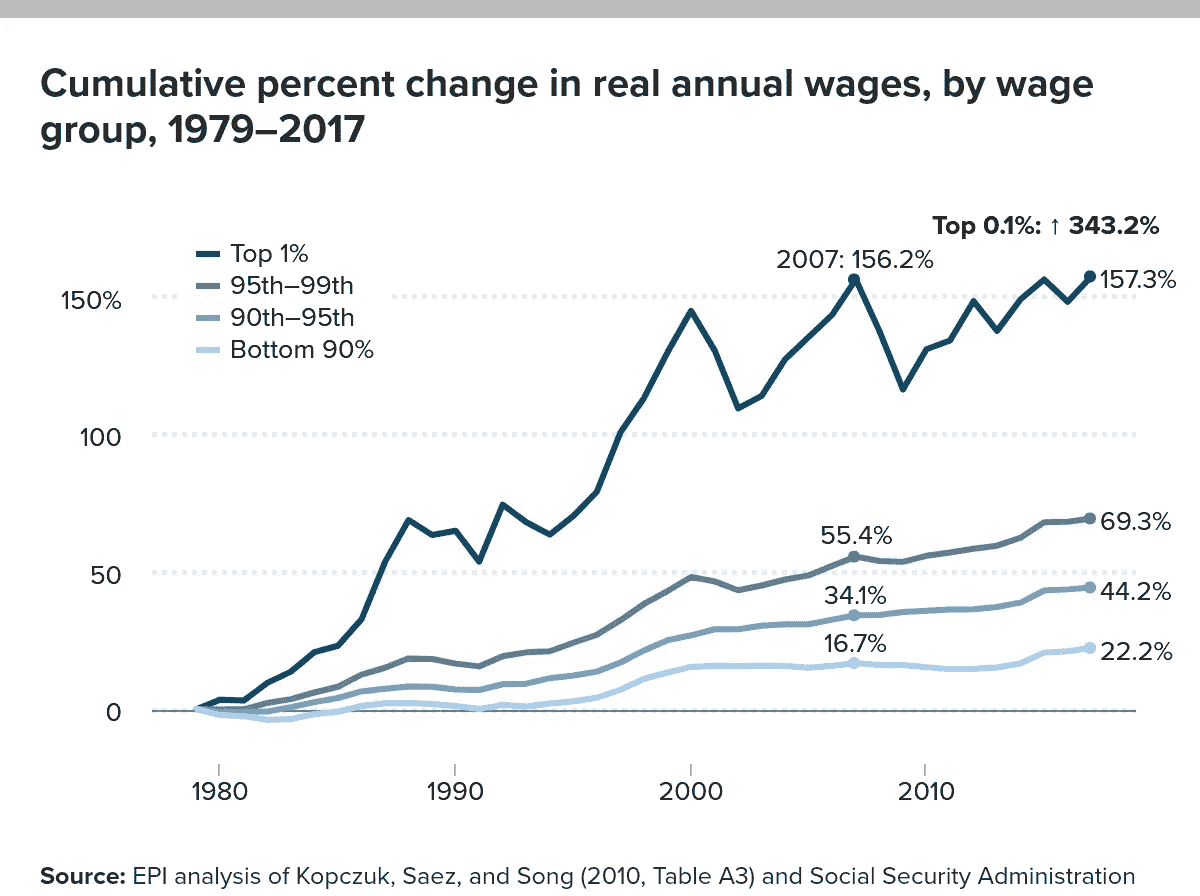 Cumulative percent change in real annual wages, by wage
group, 1979–2017
Top 0.1%: ↑ 343.2%
Top 1%
95th–99th
90th–95th
Bottom 90%
2007: 156.2%
157.3%
150%
100
50
0
55.4%
69.3%
34.1%
44.2%
16.7%
22.2%
1980
1990
2000
2010
Source: EPI analysis of Kopczuk, Saez, and Song (2010, Table A3) and Social Security Administration